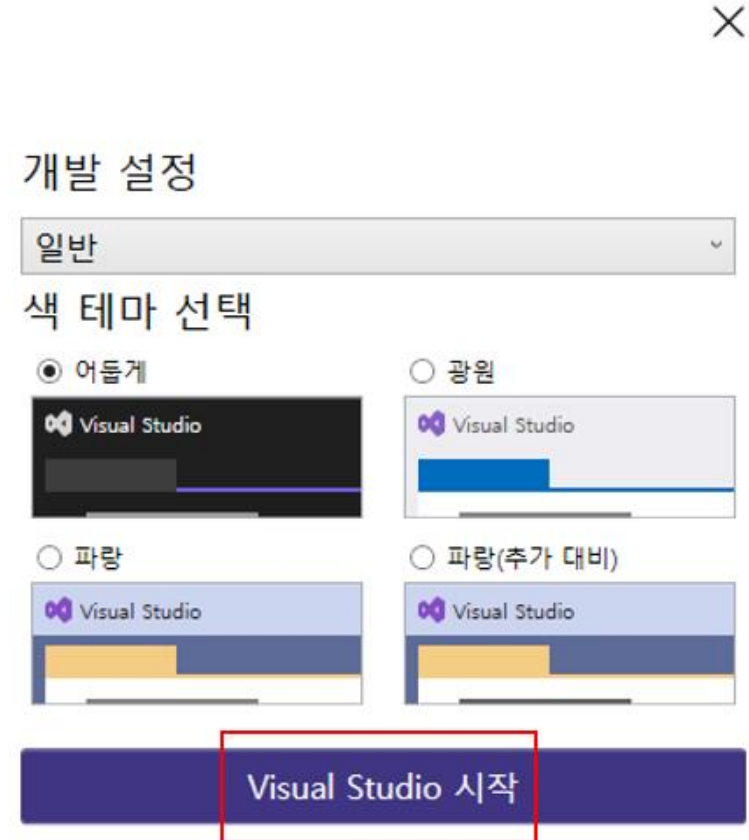 개발 설정
일반
색 테마 선택
어둡게
광원
Visual Studio
Visual Studio
파랑
파랑(추가 대비)
Visual Studio
Visual Studio
Visual Studio 시작